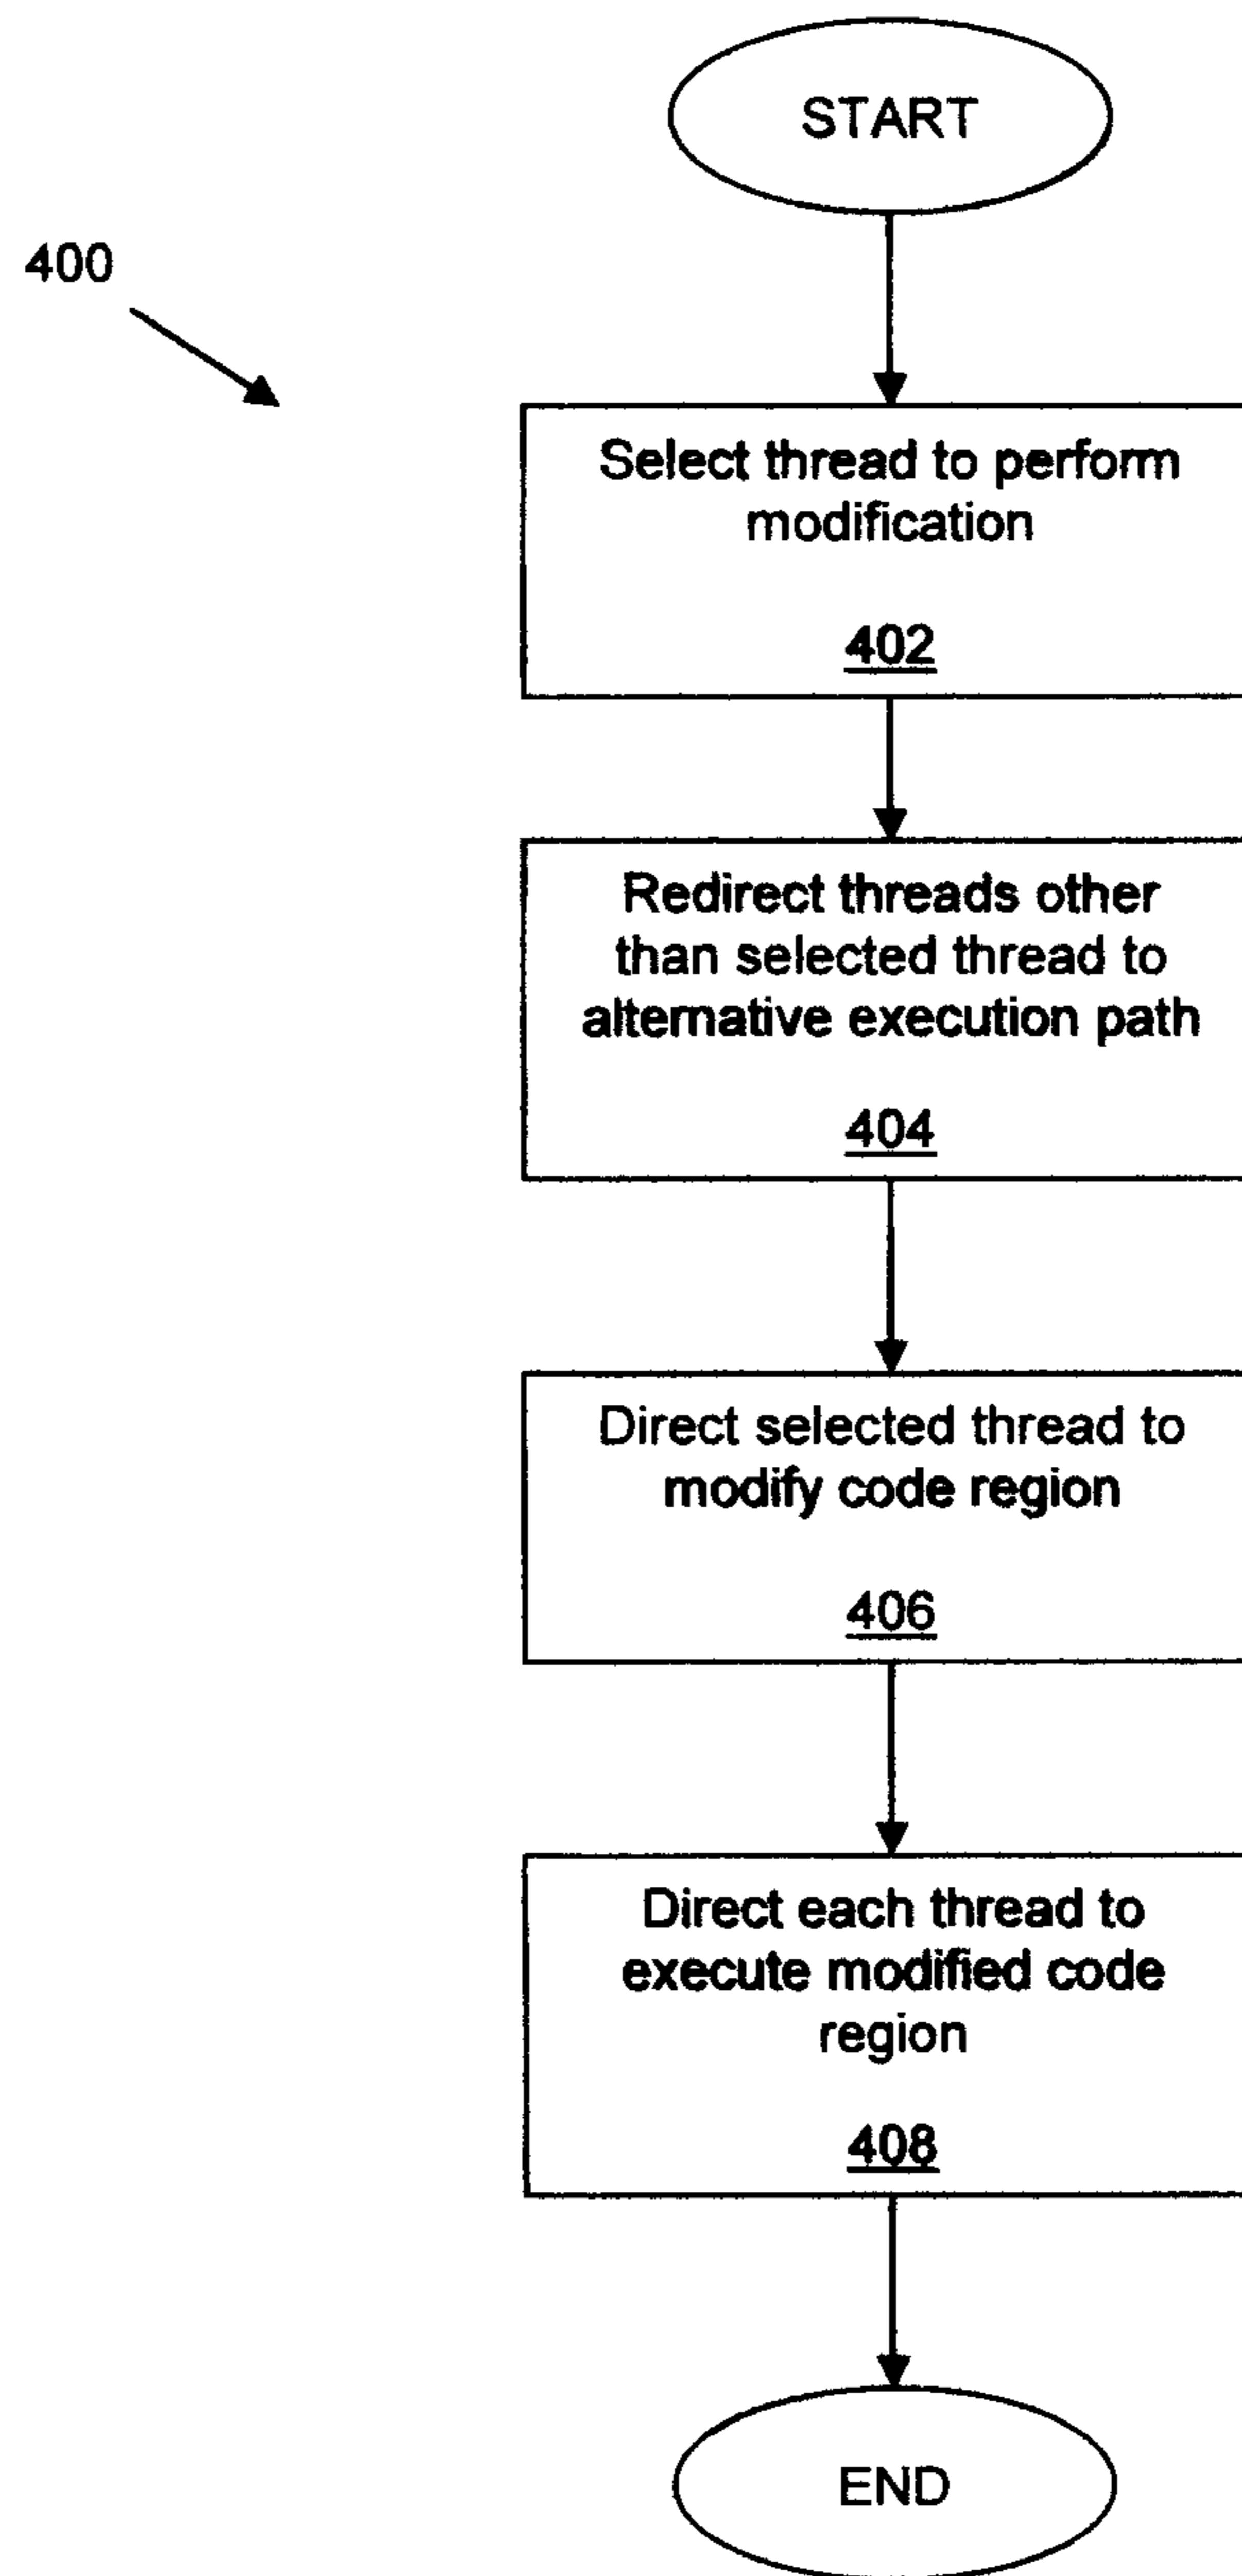 START
400
Select thread to perform
modification
402
Redirect threads other
than selected thread to
alternative execution path
404
Direct selected thread to
modify code region
406
Direct each thread to
execute modified code
region
408
END